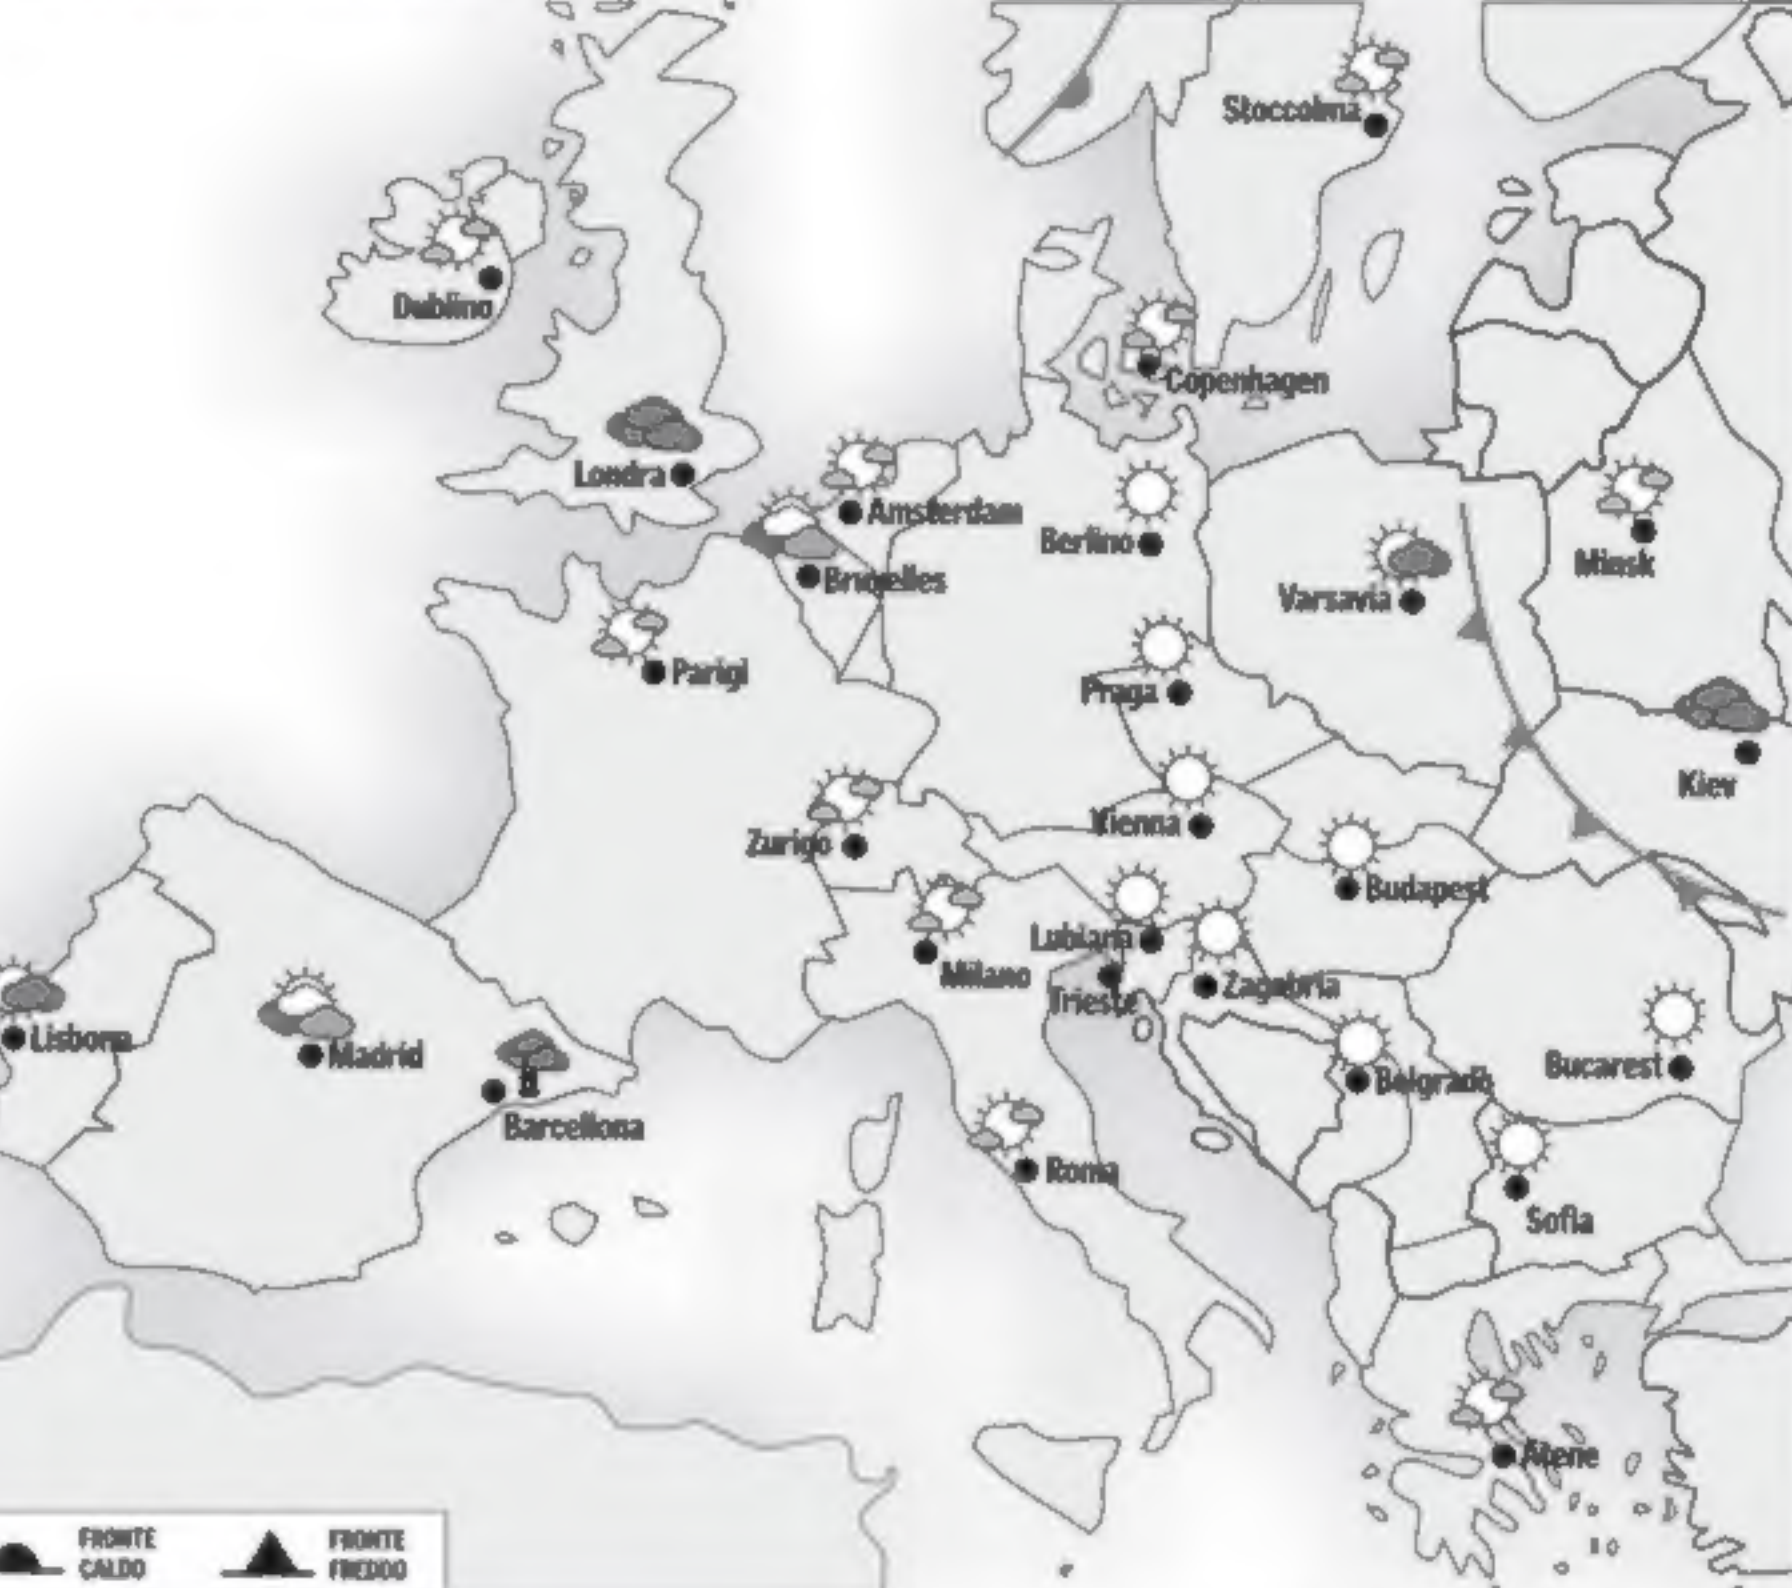 Stoccolma
Dublino
Copenhagen
Londra
Amsterdam
Berlino
Bruxelles
Varsavia
Minsk
Parigi
Praga
Kiev
Vienna
Zurigo
Budapest
Lubiana
Milano
Trieste
Zagabria
Lisbona
Madrid
Belgrado
Bucarest
Barcellona
Roma
Sofia
Atene
FRONTE
CALDO
FRONTE
FREDDO